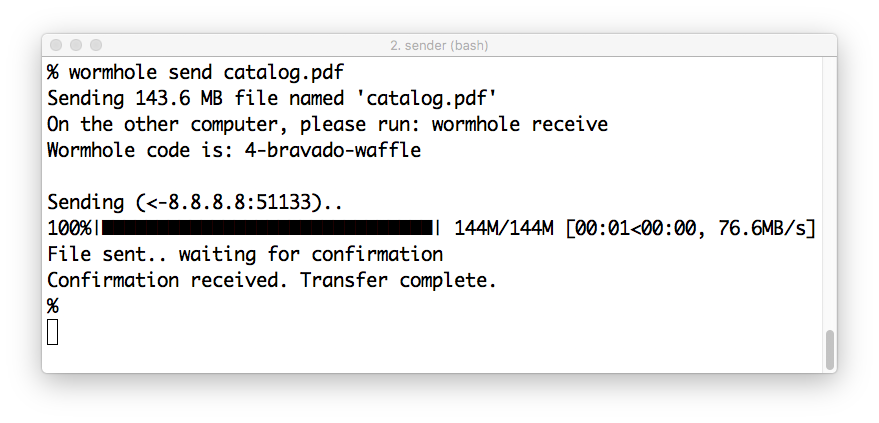 2. sender (bash)
% wormhole send catalog.pdf
Sending 143.6 MB file named 'catalog.pdf'
On the other computer, please run: wormhole receive
Wormhole code is: 4-bravado-waffle
Sending (<-8.8.8.8:51133)..
100%|██████████████████████████████| 144M/144M [00:01<00:00, 76.6MB/s]
File sent.. waiting for confirmation
Confirmation received. Transfer complete.
%